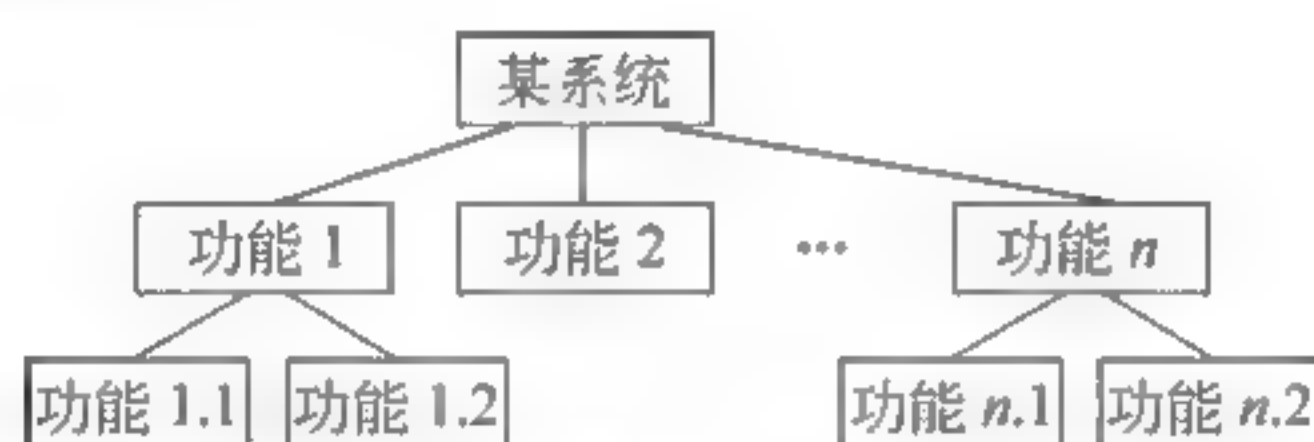 某系统
功能 1 功能 2 ... 功能 n
功能 1.1 功能 1.2 功能 n.1 功能 n.2